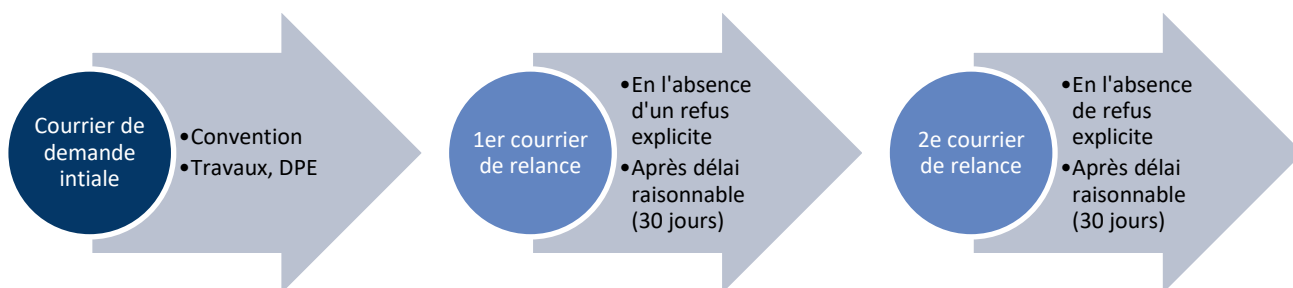 Courrier de
demande
intiale
•Convention
•Travaux, DPE
1er courrier
de relance
•En l'absence
d'un refus
explicite
•Après délai
raisonnable
(30 jours)
2e courrier
de relance
•En l'absence
de refus
explicite
•Après délai
raisonnable
(30 jours)